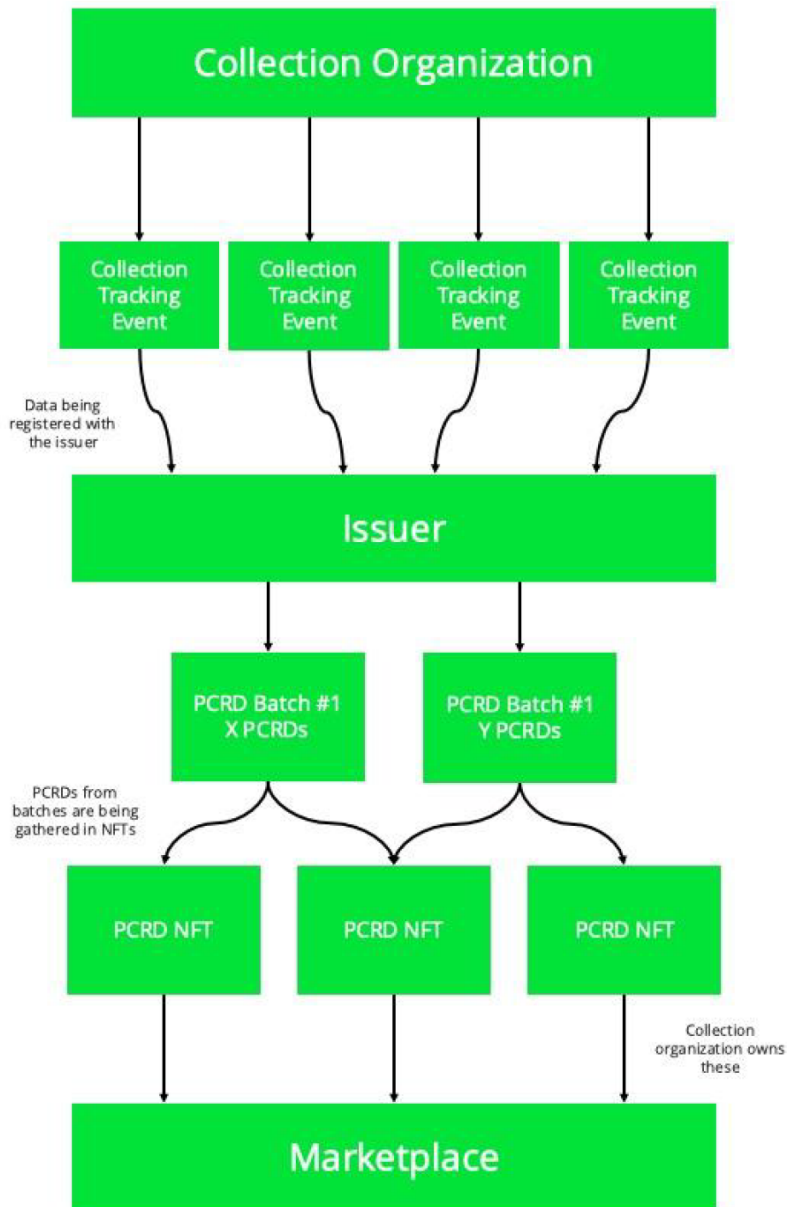 Collection Organization
Collection
Tracking
Event
Collection
Tracking
Event
Collection
Tracking
Event
Collection
Tracking
Event
Data being
registered with
the issuer
Issuer
PCRD Batch #1
X PCRDs
PCRD Batch #1
Y PCRDs
PCRDs from
batches are being
gathered in NFTs
PCRD NFT
PCRD NFT
PCRD NFT
Collection
organization owns
these
Marketplace